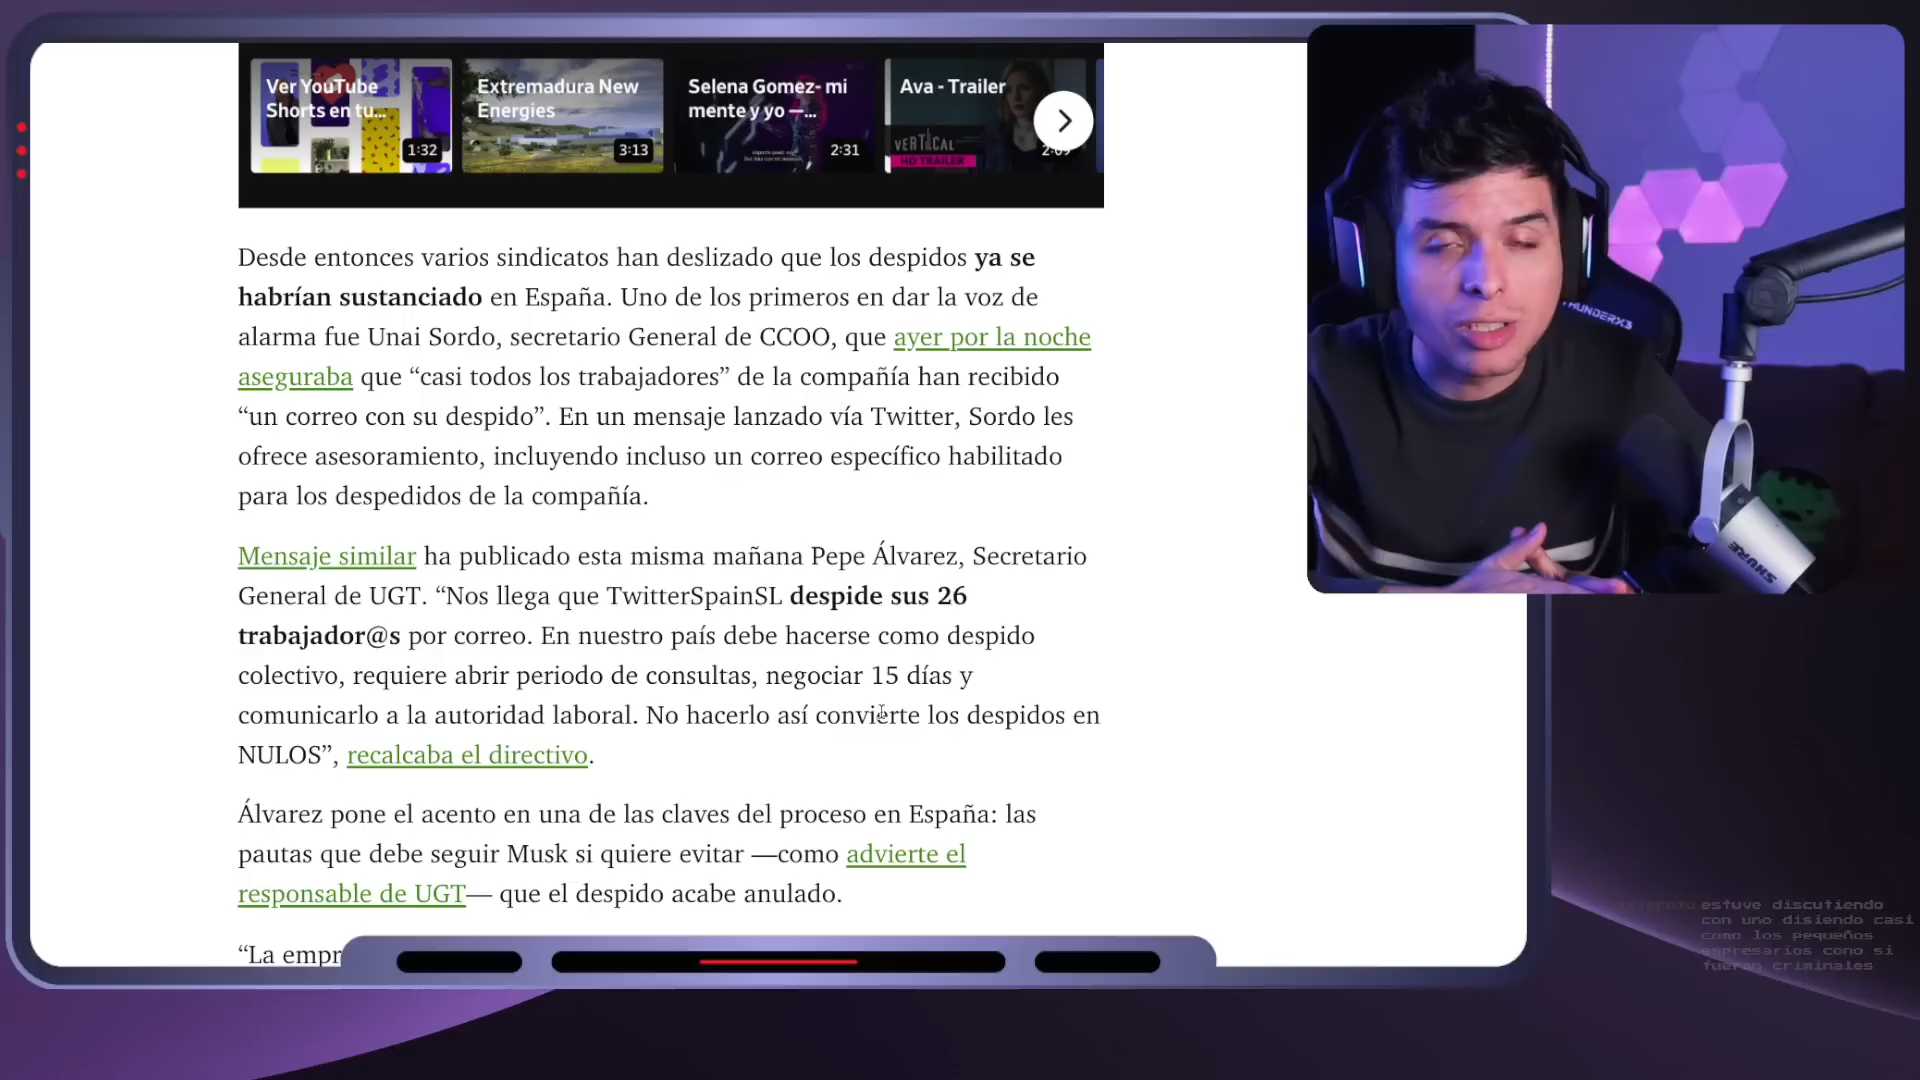 Ver YouTube
Shorts en tu...
1:32
Extremadura New
Energies
3:13
Selena Gomez- mi
mente y yo —...
2:31
Ava - Trailer
VERTICAL
HD TRAILER
Desde entonces varios sindicatos han deslizado que los despidos ya se
habrían sustanciado en España. Uno de los primeros en dar la voz de
alarma fue Unai Sordo, secretario General de CCOO, que ayer por la noche
aseguraba que “casi todos los trabajadores” de la compañía han recibido
“un correo con su despido”. En un mensaje lanzado vía Twitter, Sordo les
ofrece asesoramiento, incluyendo incluso un correo específico habilitado
para los despedidos de la compañía.
Mensaje similar ha publicado esta misma mañana Pepe Álvarez, Secretario
General de UGT. “Nos llega que TwitterSpainSL despide sus 26
trabajador@s por correo. En nuestro país debe hacerse como despido
colectivo, requiere abrir periodo de consultas, negociar 15 días y
comunicarlo a la autoridad laboral. No hacerlo así convierte los despidos en
NULOS”, recalcaba el directivo.
Álvarez pone el acento en una de las claves del proceso en España: las
pautas que debe seguir Musk si quiere evitar —como advierte el
responsable de UGT— que el despido acabe anulado.
“La empr
THUNDERX3
SHURE
estuve discutiendo
con uno disiendo casi
como los pequeños
empresarios cono si
fueran criminales